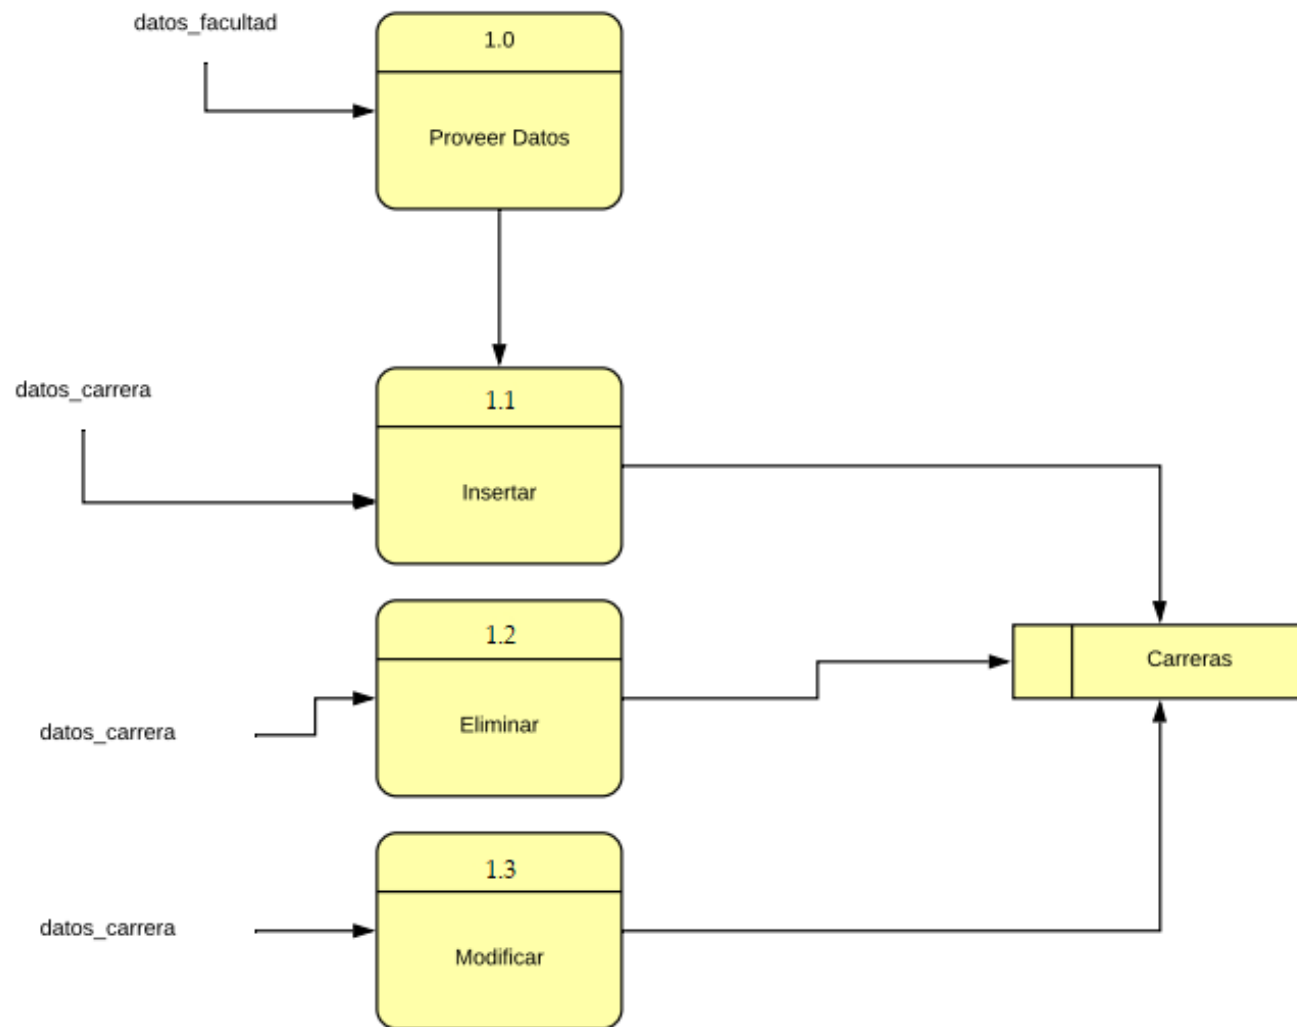 datos_facultad
1.0
Proveer Datos
datos_carrera
1.1
Insertar
1.2
Eliminar
datos_carrera
Carreras
1.3
Modificar
datos_carrera